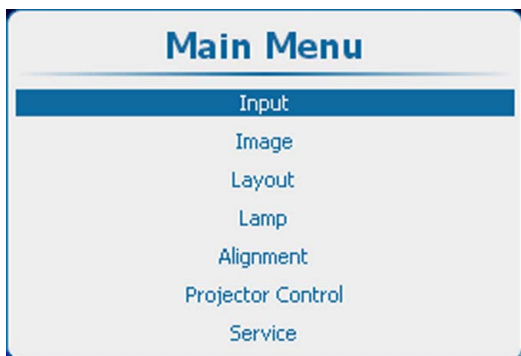 Main Menu
Input
Image
Layout
Lamp
Alignment
Projector Control
Service